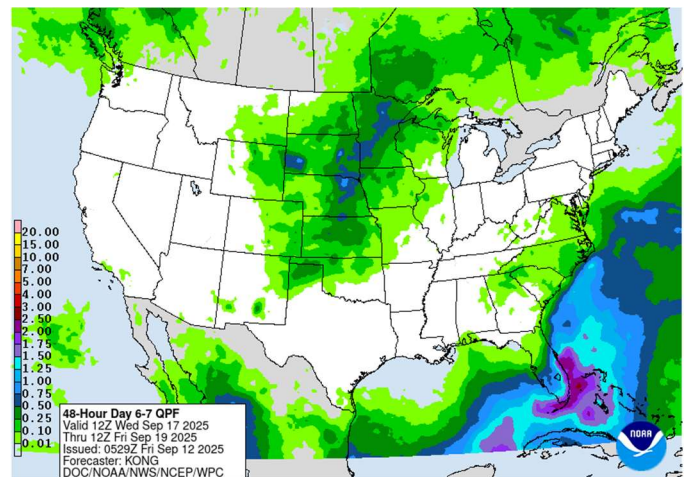 20.00
15.00
10.00
7.00
5.00
4.00
3.00
2.50
2.00
1.75
1.50
1.25
1.00
0.75
0.50
0.25
0.10
0.01
48-Hour Day 6-7 QPF
Valid 12Z Wed Sep 17 2025
Thru 12Z Fri Sep 19 2025
Issued: 0529Z Fri Sep 12 2025
Forecaster: KONG
DOC/NOAA/NWS/NCEP/WPC
NOAA